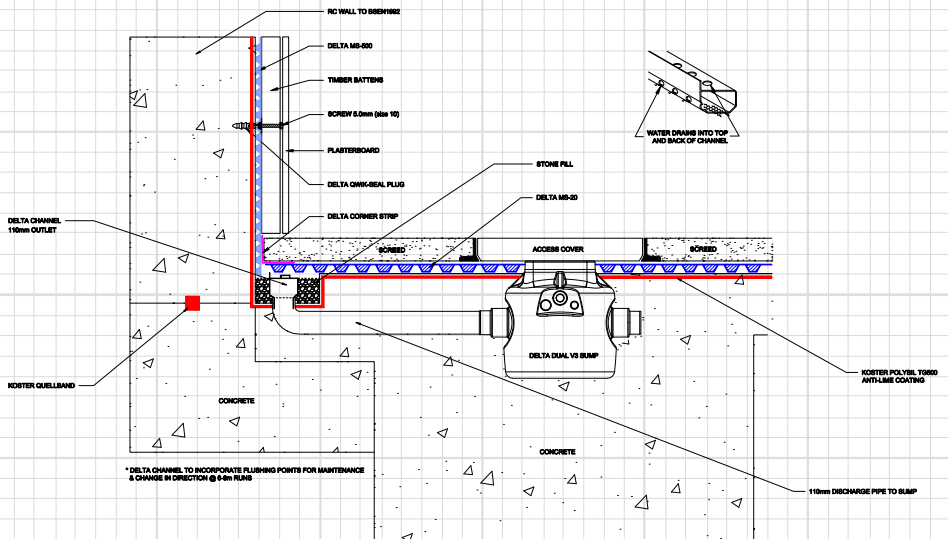 RC WALL TO BSEN1992
DELTA MS-500
TIMBER BATTENS
SCREW 5.0mm (size 10)
PLASTERBOARD
DELTA QWIK-SEAL PLUG
DELTA CORNER STRIP
WATER DRAINS INTO TOP
AND BACK OF CHANNEL
STONE FILL
DELTA MS-20
DELTA CHANNEL
110mm OUTLET
SCREED
ACCESS COVER
SCREED
DELTA DUAL V3 SUMP
KOSTER QUELLBAND
KOSTER POLYSIL TG500
ANTI-LIME COATING
CONCRETE
CONCRETE
* DELTA CHANNEL TO INCORPORATE FLUSHING POINTS FOR MAINTENANCE
& CHANGE IN DIRECTION @ 6-8m RUNS
110mm DISCHARGE PIPE TO SUMP